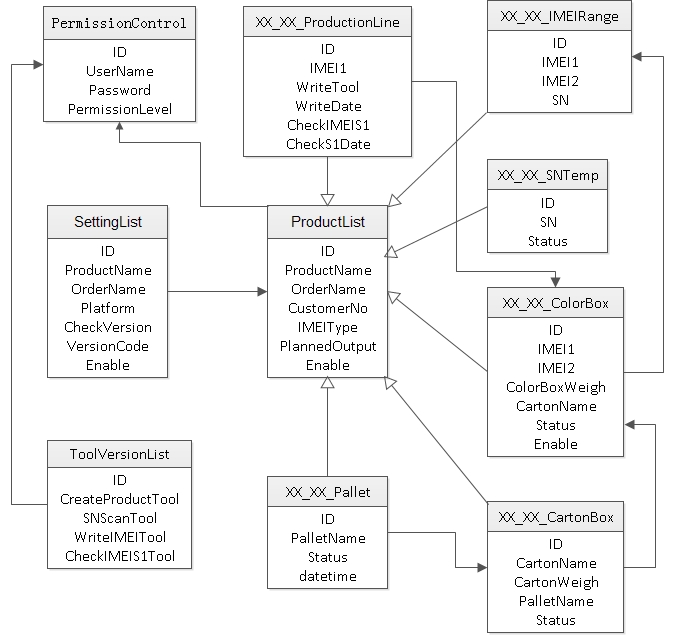 PermissionControl
ID
UserName
Password
PermissionLevel
XX_XX_ProductionLine
ID
IMEI1
WriteTool
WriteDate
CheckIMEIS1
CheckS1Date
XX_XX_IMEIRange
ID
IMEI1
IMEI2
SN
XX_XX_SNTemp
ID
SN
Status
SettingList
ID
ProductName
OrderName
Platform
CheckVersion
VersionCode
Enable
ProductList
ID
ProductName
OrderName
CustomerNo
IMEIType
PlannedOutput
Enable
XX_XX_ColorBox
ID
IMEI1
IMEI2
ColorBoxWeigh
CartonName
Status
Enable
ToolVersionList
ID
CreateProductTool
SNScanTool
WriteIMEITool
CheckIMEIS1Tool
XX_XX_Pallet
ID
PalletName
Status
datetime
XX_XX_CartonBox
ID
CartonName
CartonWeigh
PalletName
Status